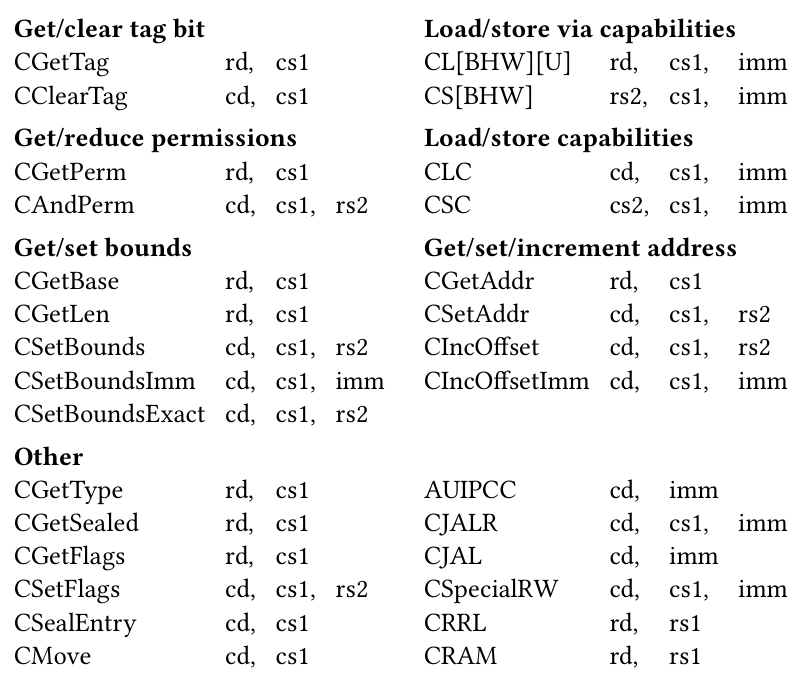 Get/clear tag bit
CGetTag rd, cs1
CClearTag cd, cs1
Get/reduce permissions
CGetPerm rd, cs1
CAndPerm cd, cs1, rs2
Get/set bounds
CGetBase rd, cs1
CGetLen rd, cs1
CSetBounds cd, cs1, rs2
CSetBoundsImm cd, cs1, imm
CSetBoundsExact cd, cs1, rs2
Load/store via capabilities
CL[BHW][U] rd, cs1, imm
CS[BHW] rs2, cs1, imm
Load/store capabilities
CLC cd, cs1, imm
CSC cs2, cs1, imm
Get/set/increment address
CGetAddr rd, cs1
CSetAddr cd, cs1, rs2
CIncOffset cd, cs1, rs2
CIncOffsetImm cd, cs1, imm
Other
CGetType rd, cs1
CGetSealed rd, cs1
CGetFlags rd, cs1
CSetFlags cd, cs1, rs2
CSealEntry cd, cs1
CMove cd, cs1
AUIPCC cd, imm
CJALR cd, cs1, imm
CJAL cd, imm
CSpecialRW cd, cs1, imm
CRRL rd, rs1
CRAM rd, rs1